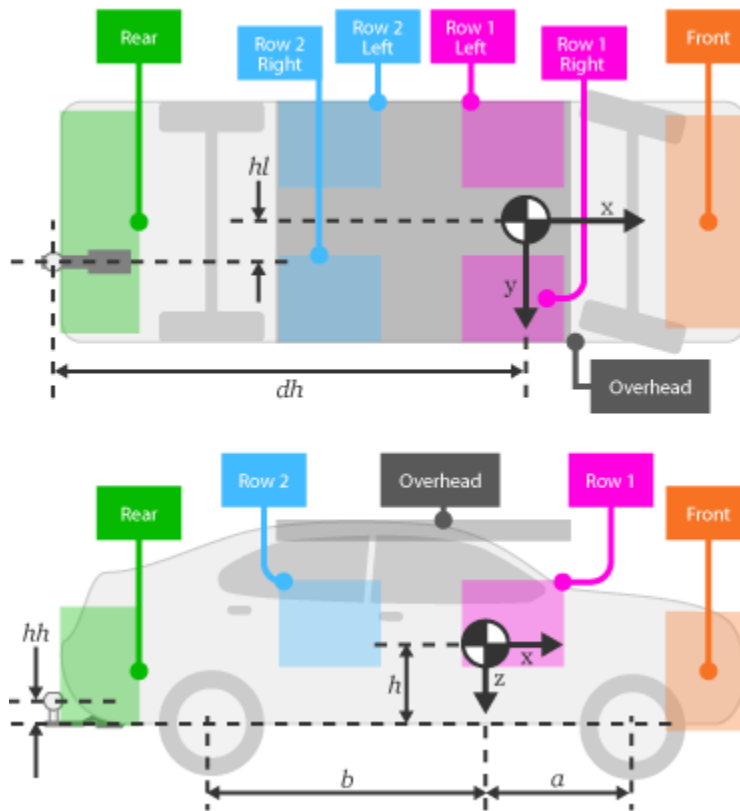 Rear
Row 2
Right
Row 2
Left
Row 1
Left
Row 1
Right
Front
hl
x
y
dh
Overhead
Rear
Row 2
Overhead
Row 1
Front
hh
h
x
z
b
a